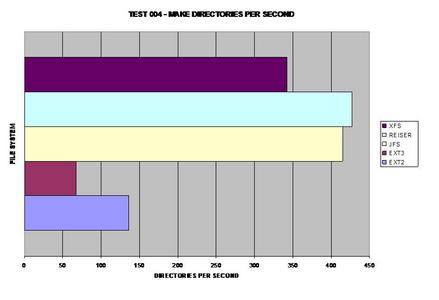 TEST 004 - MAKE DIRECTORIES PER SECOND
FILE SYSTEM
XFS
REISER
JFS
EXT3
EXT2
0 50 100 150 200 250 300 350 400 450
DIRECTORIES PER SECOND